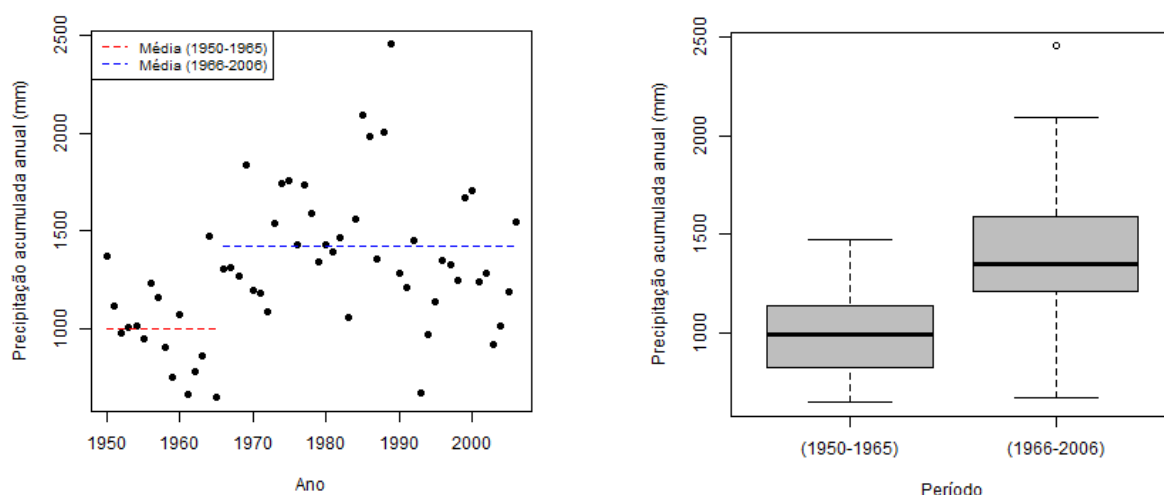 Média (1950-1965)
Média (1966-2006)
Precipitação acumulada anual (mm)
2500
2000
1500
1000
1950 1960 1970 1980 1990 2000
Ano
Precipitação acumulada anual (mm)
2500
2000
1500
1000
(1950-1965) (1966-2006)
Período